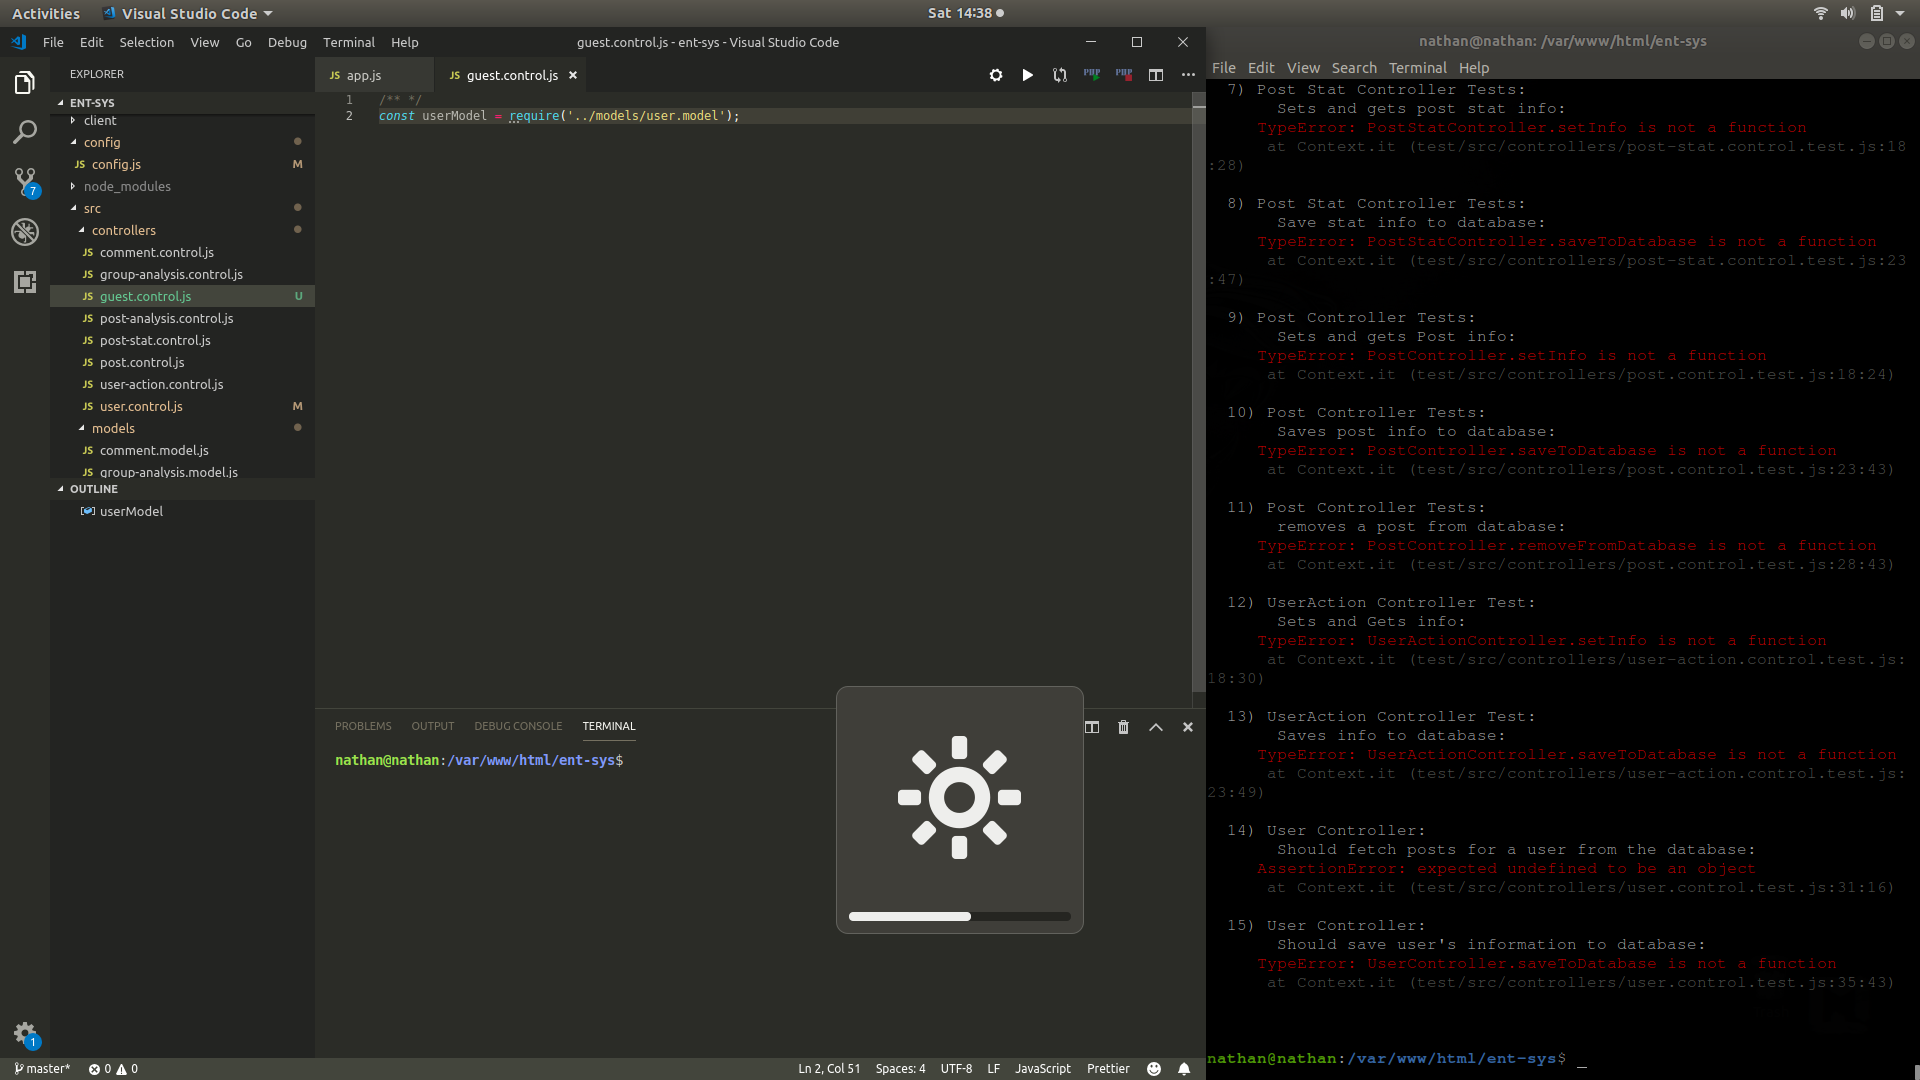 Activities
Visual Studio Code
Sat 14:38
File Edit Selection View Go Debug Terminal Help
guest.control.js - ent-sys - Visual Studio Code
EXPLORER
ENT-SYS
client
config
JS config.js M
node_modules
src
controllers
JS comment.control.js
JS group-analysis.control.js
JS guest.control.js U
JS post-analysis.control.js
JS post-stat.control.js
JS post.control.js
JS user-action.control.js
JS user.control.js M
models
JS comment.model.js
JS group-analysis.model.js
OUTLINE
userModel
7
1
JS app.js
JS guest.control.js
PHP PHP
1 /** */
2 const userModel = require('../models/user.model');
PROBLEMS OUTPUT DEBUG CONSOLE TERMINAL
nathan@nathan:/var/www/html/ent-sys$
master* 0 0
Ln 2, Col 51 Spaces: 4 UTF-8 LF JavaScript Prettier
nathan@nathan: /var/www/html/ent-sys
File Edit View Search Terminal Help
7) Post Stat Controller Tests:
Sets and gets post stat info:
TypeError: PostStatController.setInfo is not a function
at Context.it (test/src/controllers/post-stat.control.test.js:18
:28)
8) Post Stat Controller Tests:
Save stat info to database:
TypeError: PostStatController.saveToDatabase is not a function
at Context.it (test/src/controllers/post-stat.control.test.js:23
:47)
9) Post Controller Tests:
Sets and gets Post info:
TypeError: PostController.setInfo is not a function
at Context.it (test/src/controllers/post.control.test.js:18:24)
10) Post Controller Tests:
Saves post info to database:
TypeError: PostController.saveToDatabase is not a function
at Context.it (test/src/controllers/post.control.test.js:23:43)
11) Post Controller Tests:
removes a post from database:
TypeError: PostController.removeFromDatabase is not a function
at Context.it (test/src/controllers/post.control.test.js:28:43)
12) UserAction Controller Test:
Sets and Gets info:
TypeError: UserActionController.setInfo is not a function
at Context.it (test/src/controllers/user-action.control.test.js:
18:30)
13) UserAction Controller Test:
Saves info to database:
TypeError: UserActionController.saveToDatabase is not a function
at Context.it (test/src/controllers/user-action.control.test.js:
23:49)
14) User Controller:
Should fetch posts for a user from the database:
AssertionError: expected undefined to be an object
at Context.it (test/src/controllers/user.control.test.js:31:16)
15) User Controller:
Should save user's information to database:
TypeError: UserController.saveToDatabase is not a function
at Context.it (test/src/controllers/user.control.test.js:35:43)
nathan@nathan:/var/www/html/ent-sys$ _